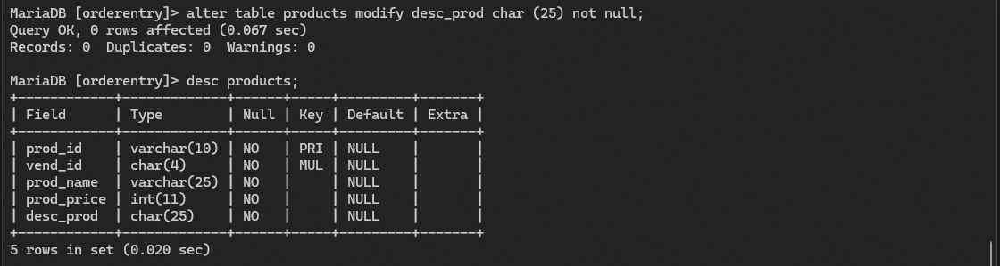 MariaDB [orderentry]> alter table products modify desc_prod char (25) not null;
Query OK, 0 rows affected (0.067 sec)
Records: 0  Duplicates: 0  Warnings: 0

MariaDB [orderentry]> desc products;
+------------+-------------+------+-----+---------+-------+
| Field      | Type        | Null | Key | Default | Extra |
+------------+-------------+------+-----+---------+-------+
| prod_id    | varchar(10) | NO   | PRI | NULL    |       |
| vend_id    | char(4)     | NO   | MUL | NULL    |       |
| prod_name  | varchar(25) | NO   |     | NULL    |       |
| prod_price | int(11)     | NO   |     | NULL    |       |
| desc_prod  | char(25)    | NO   |     | NULL    |       |
+------------+-------------+------+-----+---------+-------+
5 rows in set (0.020 sec)